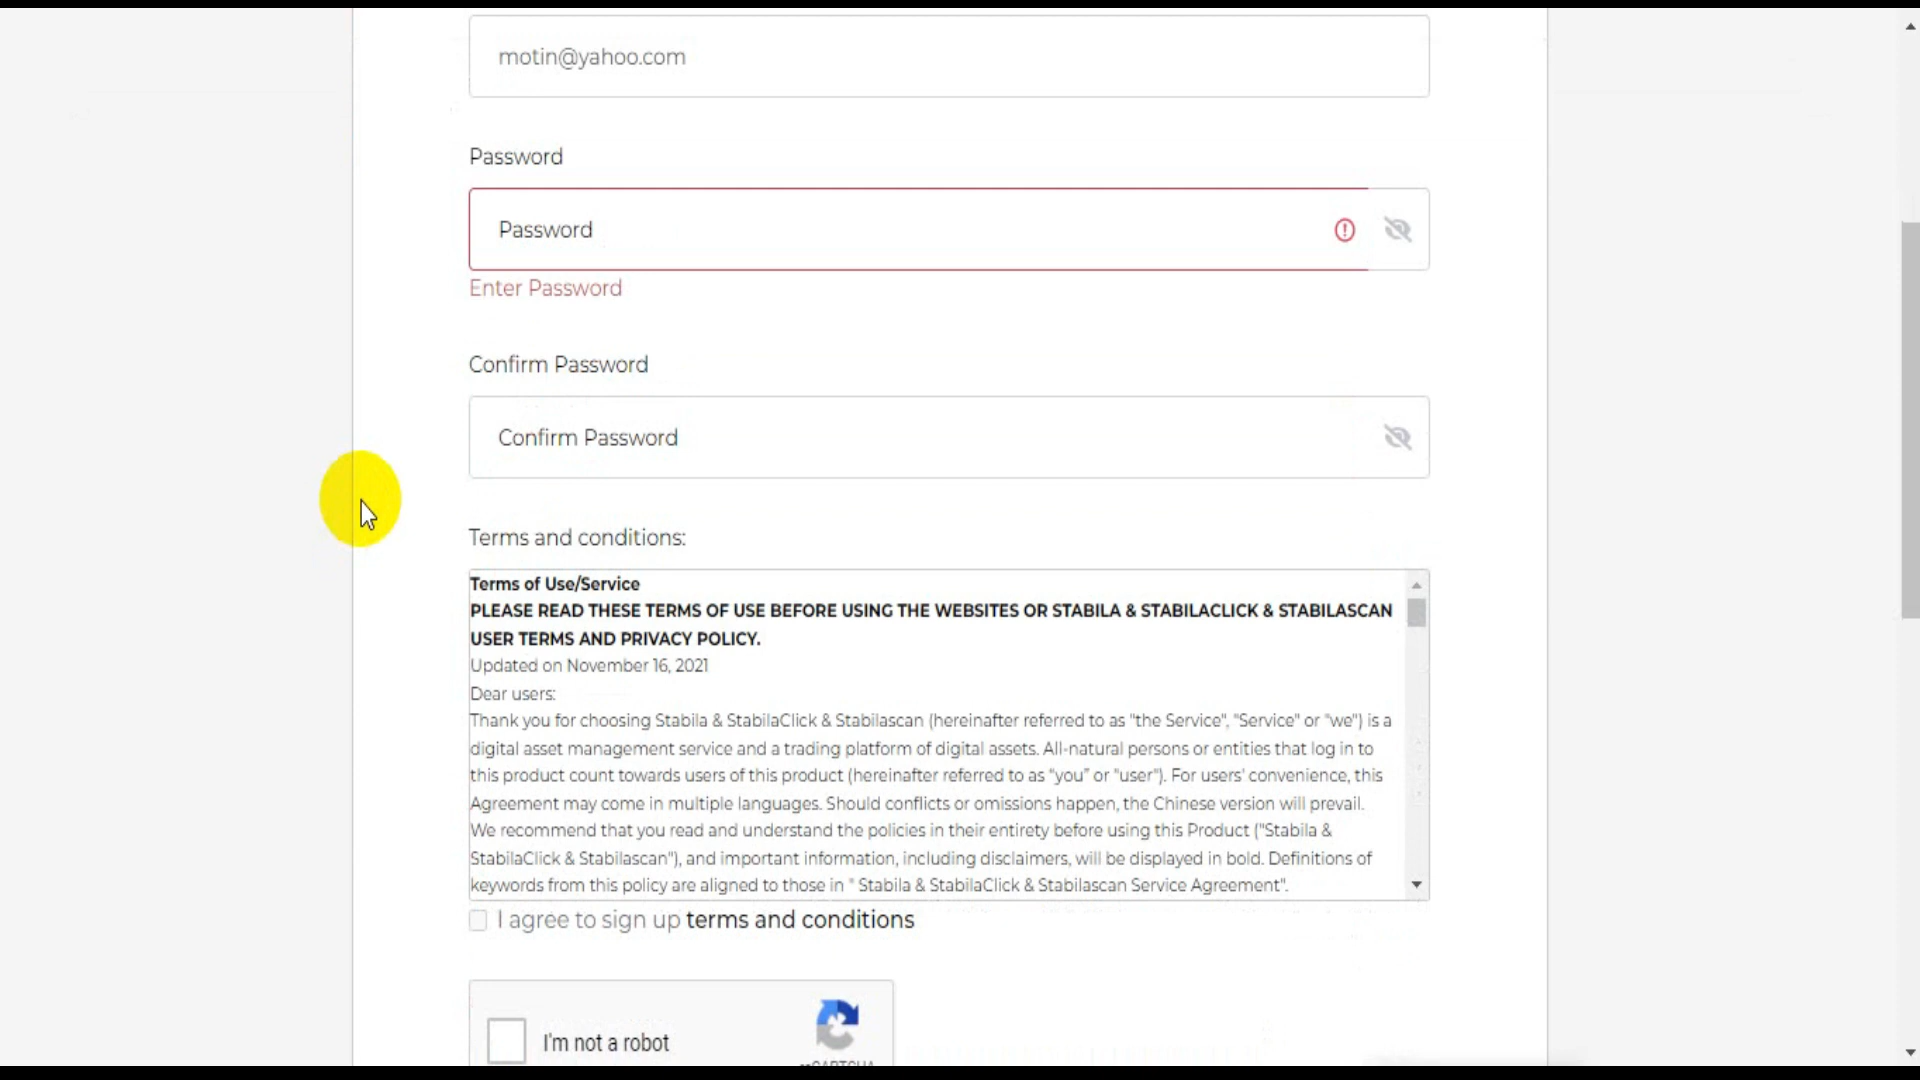 motin@yahoo.com
Password
Password
Enter Password
Confirm Password
Confirm Password
Terms and conditions:
Terms of Use/Service
PLEASE READ THESE TERMS OF USE BEFORE USING THE WEBSITES OR STABILA & STABILACLICK & STABILASCAN
USER TERMS AND PRIVACY POLICY.
Updated on November 16, 2021
Dear users:
Thank you for choosing Stabila & StabilaClick & Stabilascan (hereinafter referred to as "the Service", "Service" or "we") is a
digital asset management service and a trading platform of digital assets. All-natural persons or entities that log in to
this product count towards users of this product (hereinafter referred to as "you” or "user"). For users' convenience, this
Agreement may come in multiple languages. Should conflicts or omissions happen, the Chinese version will prevail.
We recommend that you read and understand the policies in their entirety before using this Product ("Stabila &
StabilaClick & Stabilascan"), and important information, including disclaimers, will be displayed in bold. Definitions of
keywords from this policy are aligned to those in " Stabila & StabilaClick & Stabilascan Service Agreement".
I agree to sign up terms and conditions
I'm not a robot